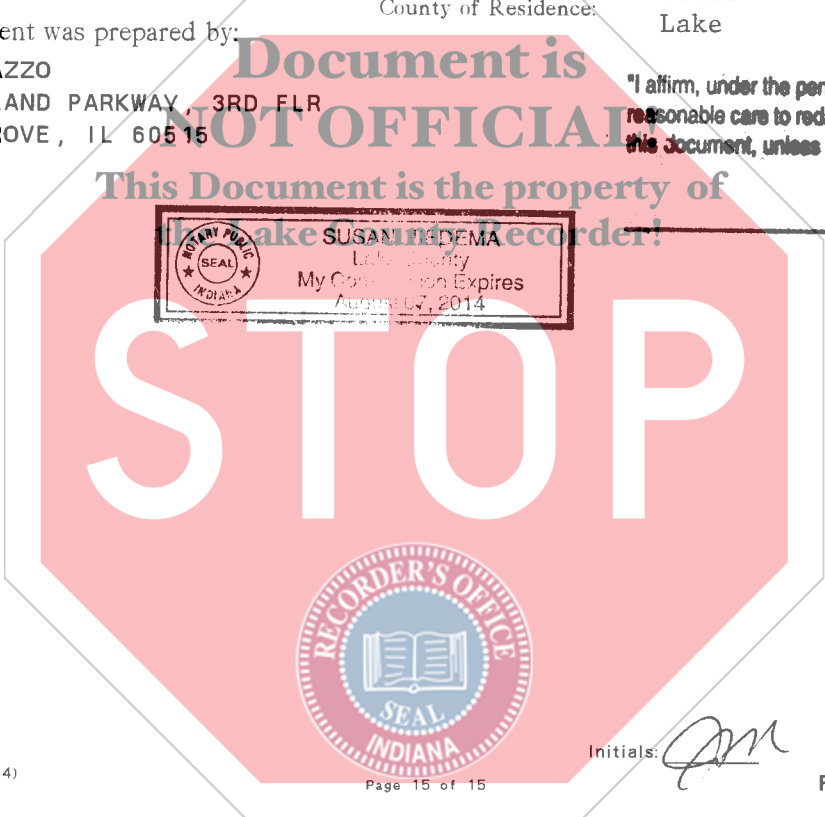 County of Residence:
Lake
ent was prepared by:
AZZO
AND PARKWAY, 3RD FLR
OVE, IL 60515
"I affirm, under the
reasonable care to
this document, unless
Document is
NOT OFFICIAL!
This Document is the property of
the Lake County Recorder!
NOTARY PUBLIC
SEAL
INDIANA
SUSAN
Lake County
My Commission Expires
August 07, 2014
STOP
RECORDER'S OFFICE
SEAL
INDIANA
Initials:
4)
Page 15 of 15